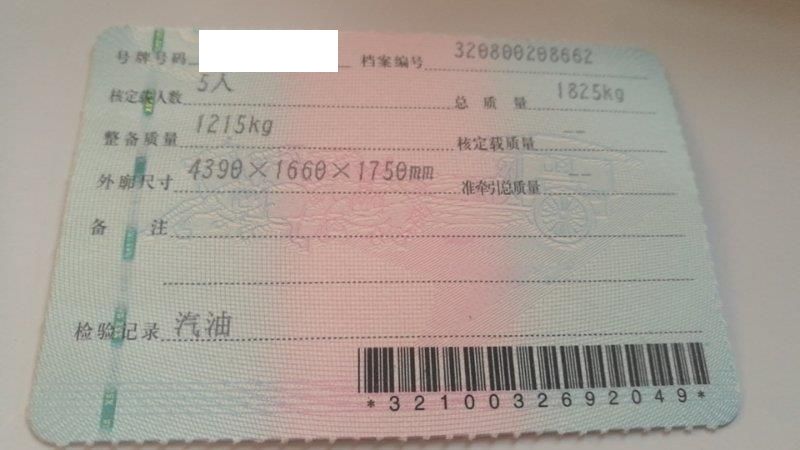 号牌号码 档案编号 320800208662
核定载人数 5人 总质量 1825kg
整备质量 1215kg 核定载质量 --
外廓尺寸 4390×1660×1750mm 准牵引总质量 --
备注
检验记录 汽油
*3210032692049*